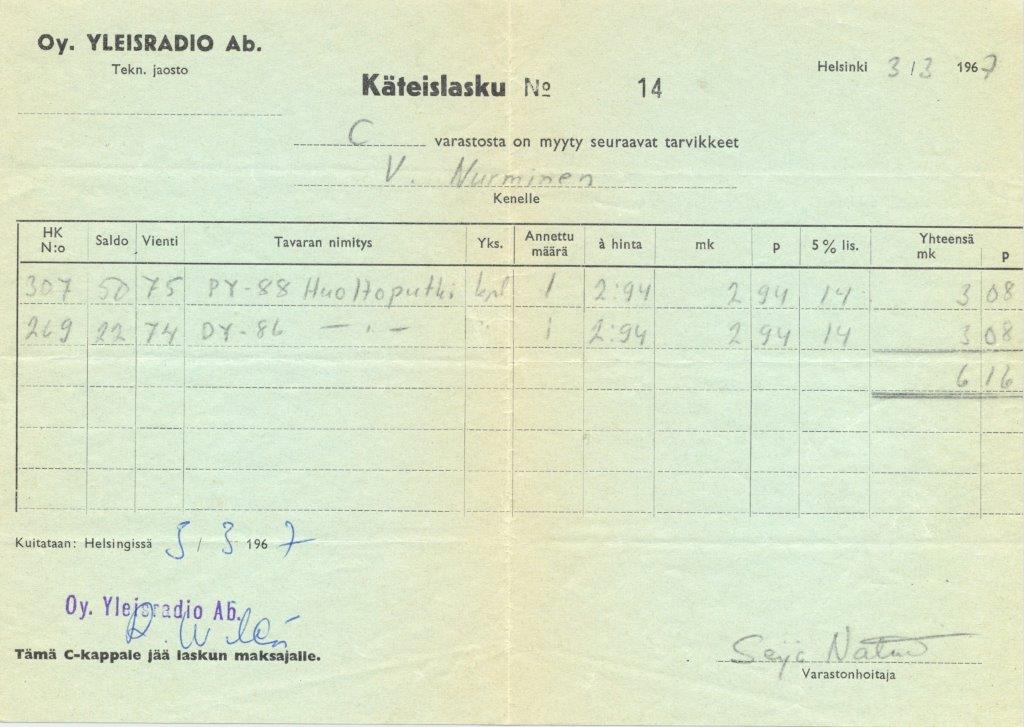 Oy. YLEISRADIO Ab.
Tekn. jaosto
Helsinki 3 / 3 1967
Käteislasku No 14
C varastosta on myyty seuraavat tarvikkeet
V. Nurminen
Kenelle
HK N:o Saldo Vienti Tavaran nimitys Yks. Annettu määrä à hinta mk p 5 % lis. Yhteensä mk p
307 50 75 PY-88 Huoltoputki kpl 1 2:94 2 94 14 3 08
269 22 74 DY-86 — " — " 1 2:94 2 94 14 3 08
6 16
Kuitataan: Helsingissä 5 / 3 1967
Oy. Yleisradio Ab.
Tämä C-kappale jää laskun maksajalle.
Seija
Varastonhoitaja